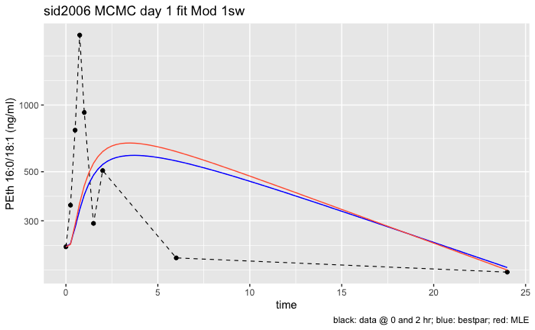 sid2006 MCMC day 1 fit Mod 1sw
PEth 16:0/18:1 (ng/ml)
1000
500
300
0
5
10
15
20
25
time
black: data @ 0 and 2 hr; blue: bestpar; red: MLE